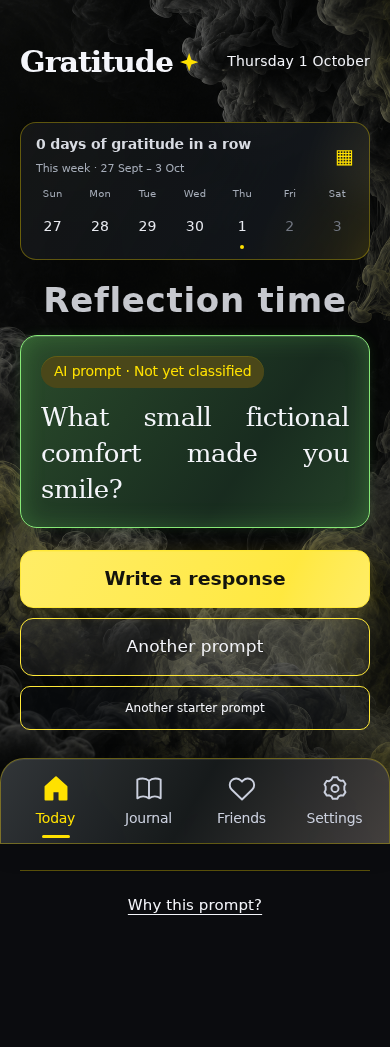 Gratitude
Thursday 1 October
0 days of gratitude in a row
This week · 27 Sept – 3 Oct
Sun Mon Tue Wed Thu Fri Sat
27 28 29 30 1 2 3
Reflection time
AI prompt · Not yet classified
What small fictional
comfort made you
smile?
Write a response
Another prompt
Another starter prompt
Today Journal Friends Settings
Why this prompt?